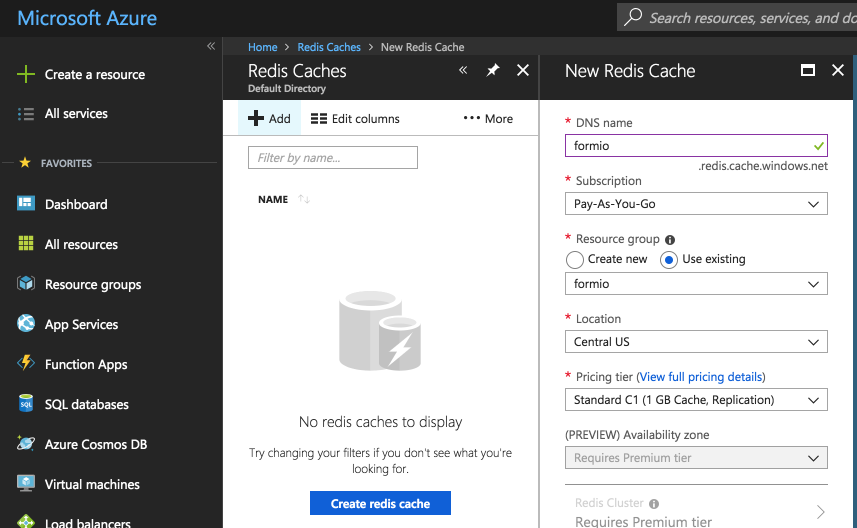 Microsoft Azure
Search resources, services, and do
Create a resource
All services
FAVORITES
Dashboard
All resources
Resource groups
App Services
Function Apps
SQL databases
Azure Cosmos DB
Virtual machines
Load balancers
Home > Redis Caches > New Redis Cache
Redis Caches
Default Directory
Add Edit columns ··· More
Filter by name...
NAME
No redis caches to display
Try changing your filters if you don't see what you're
looking for.
Create redis cache
New Redis Cache
* DNS name
formio
.redis.cache.windows.net
* Subscription
Pay-As-You-Go
* Resource group
Create new Use existing
formio
* Location
Central US
* Pricing tier (View full pricing details)
Standard C1 (1 GB Cache, Replication)
(PREVIEW) Availability zone
Requires Premium tier
Redis Cluster
Requires Premium tier